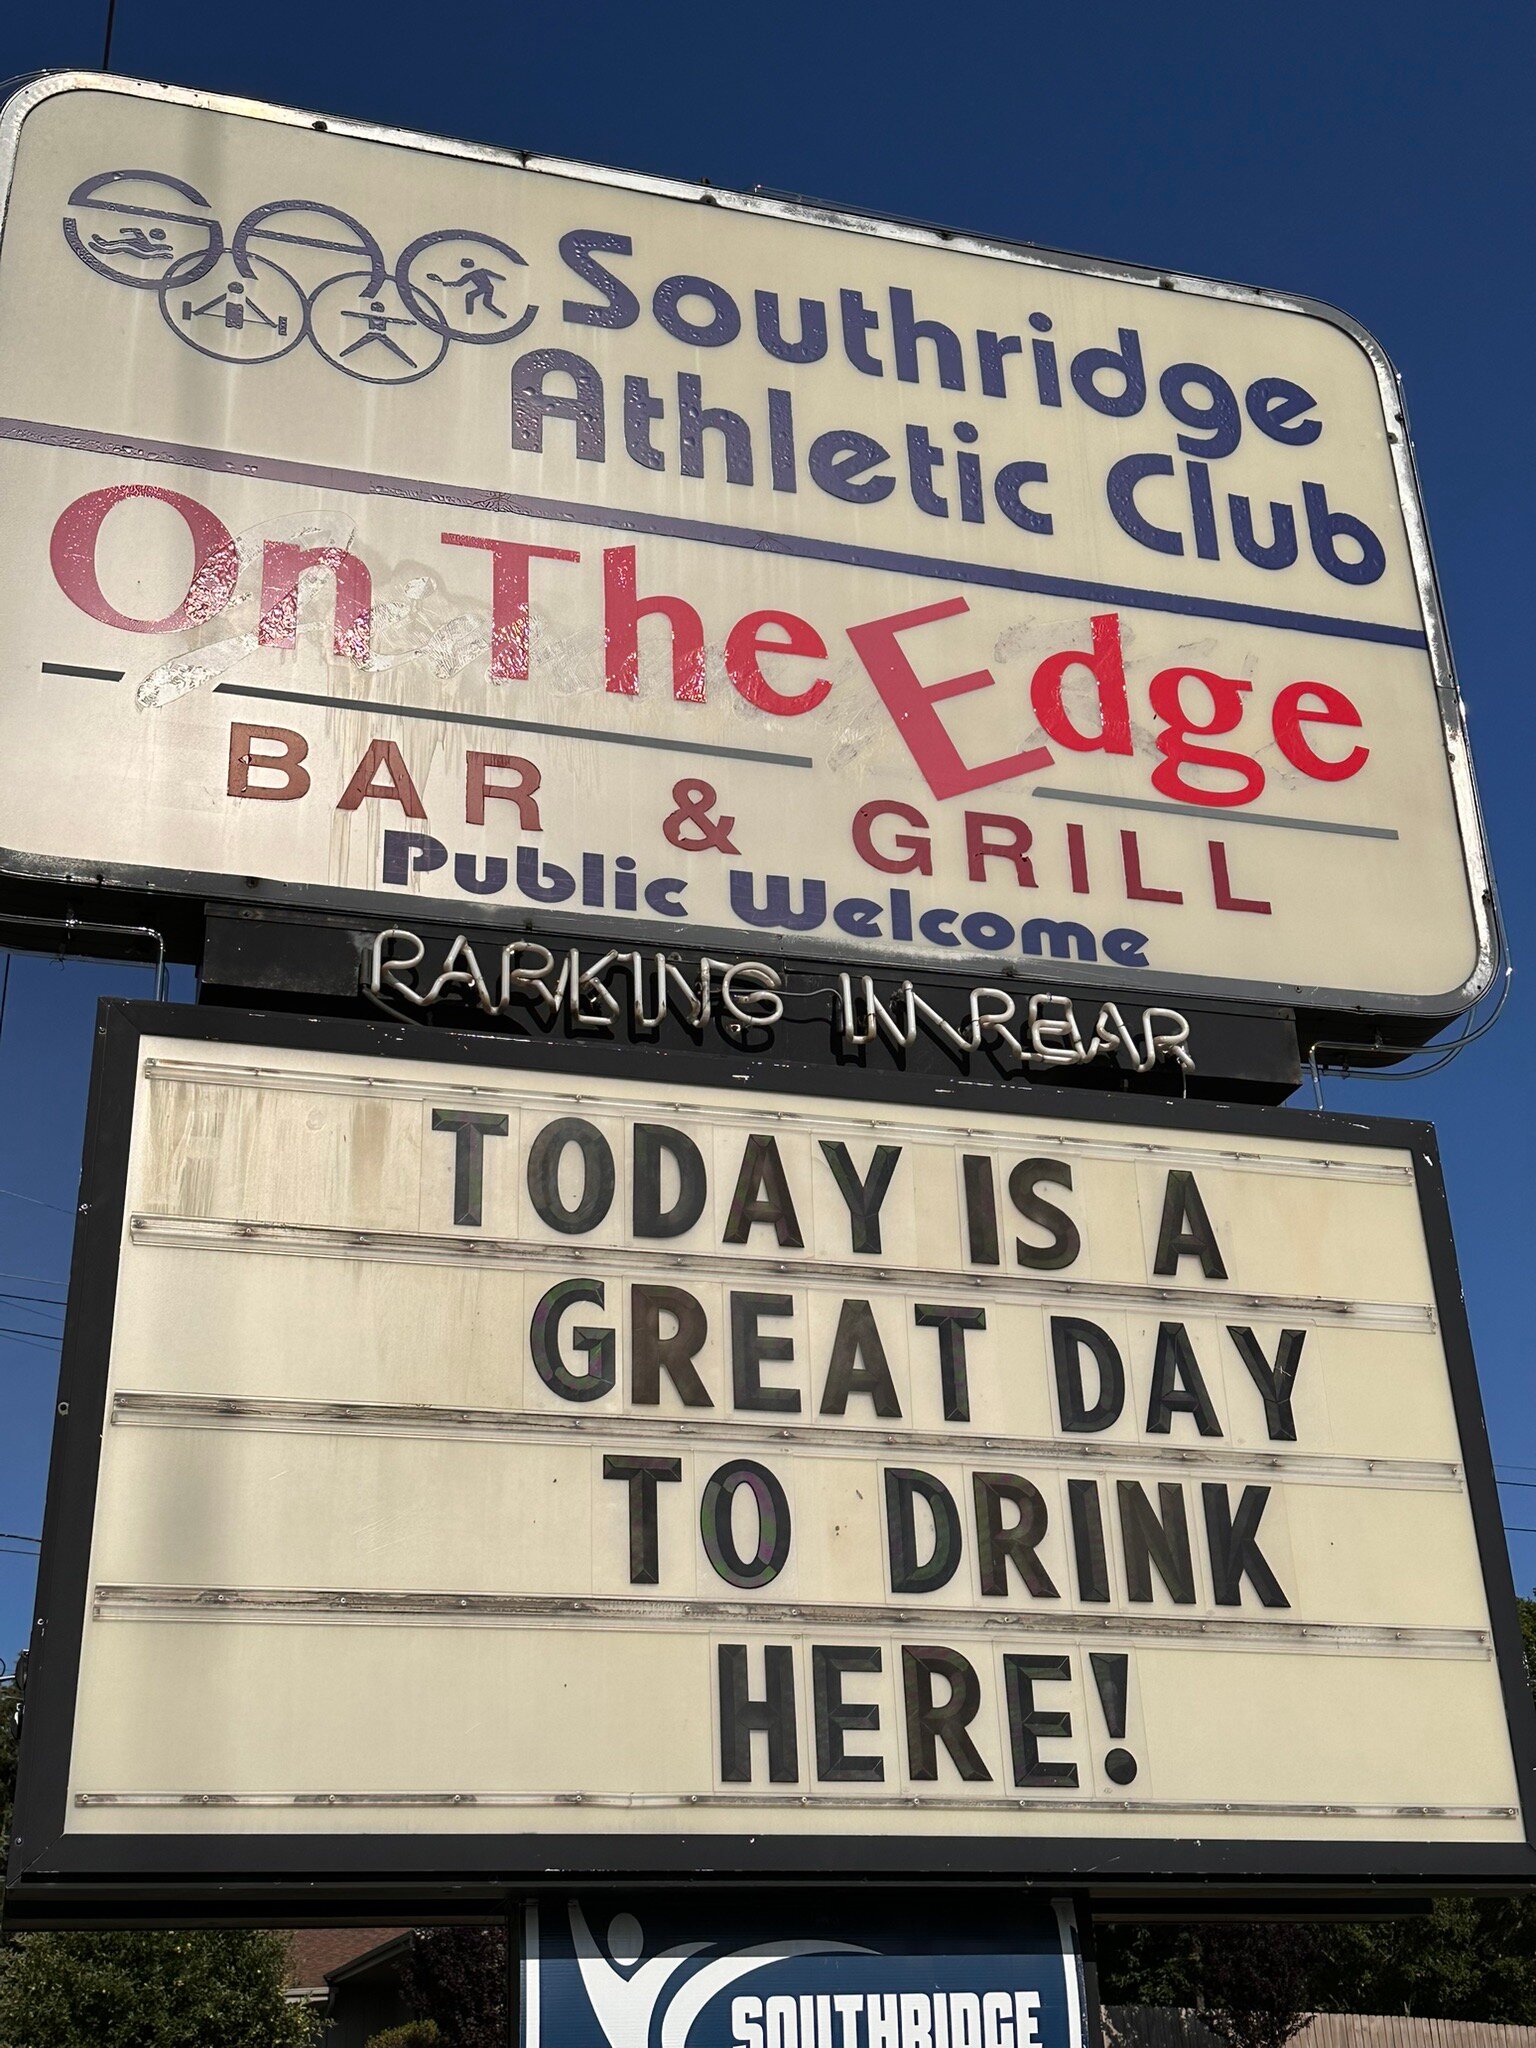 Southridge
Athletic Club
On The Edge
BAR & GRILL
Public Welcome
PARKING IN REAR
TODAY IS A
GREAT DAY
TO DRINK
HERE!
SOUTHRIDGE